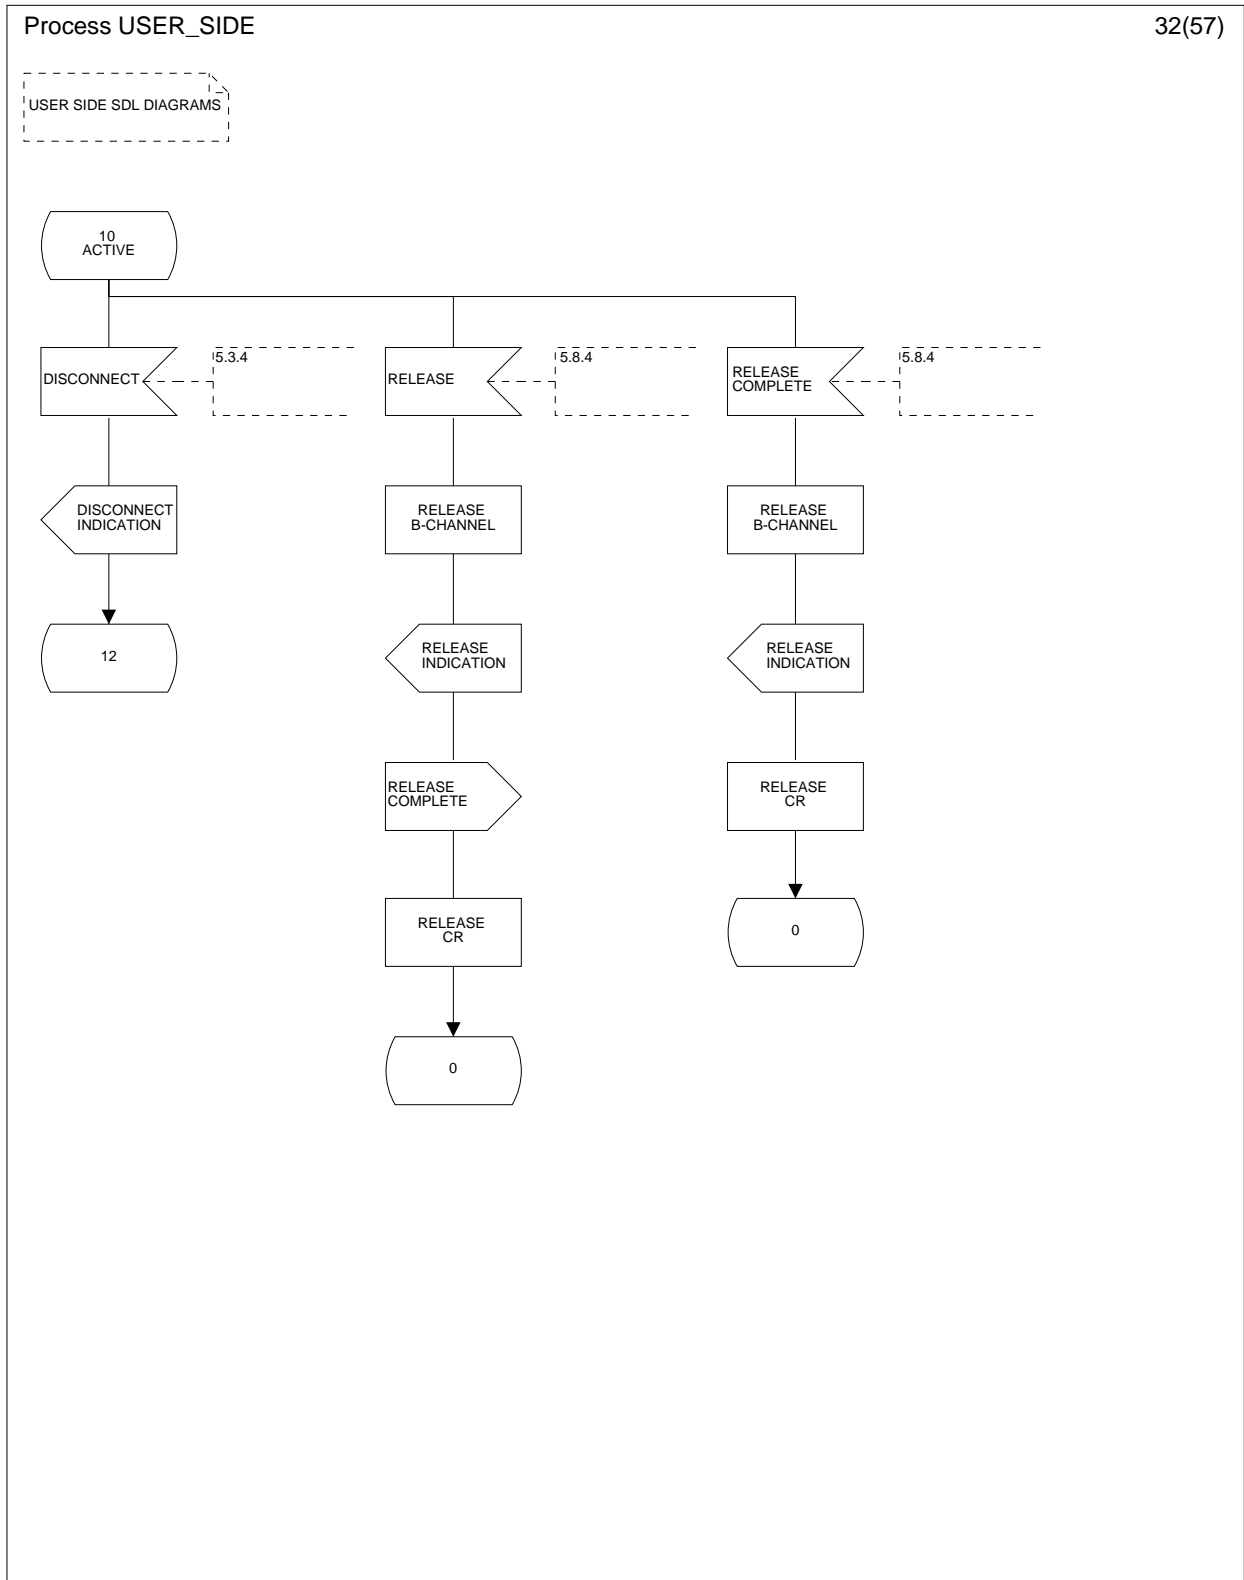 Process USER_SIDE
32(57)
USER SIDE SDL DIAGRAMS
10
ACTIVE
DISCONNECT
5.3.4
RELEASE
5.8.4
RELEASE
COMPLETE
5.8.4
DISCONNECT
INDICATION
RELEASE
B-CHANNEL
RELEASE
B-CHANNEL
12
RELEASE
INDICATION
RELEASE
INDICATION
RELEASE
COMPLETE
RELEASE
CR
RELEASE
CR
0
0